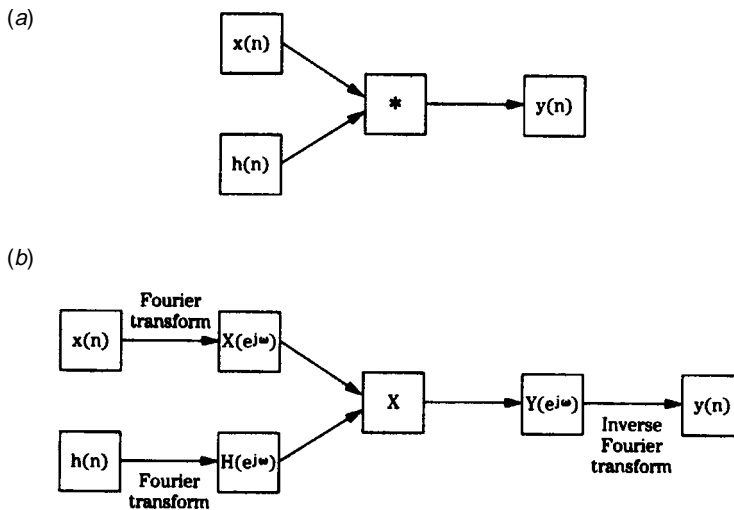 (a)
x(n)
*
y(n)
h(n)
(b)
Fourier
transform
x(n)
X(e^{jω})
X
Y(e^{jω})
y(n)
Inverse
Fourier
transform
h(n)
H(e^{jω})
Fourier
transform